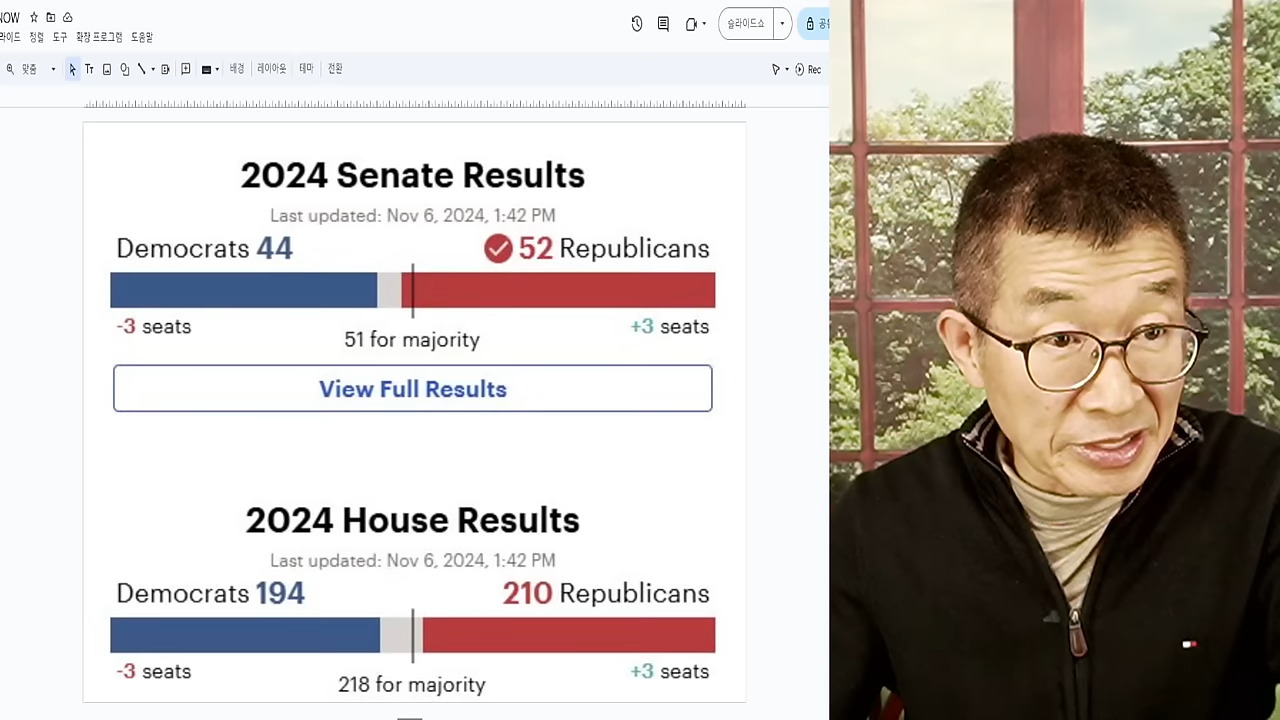 NOW
라이드 정렬 도구 확장 프로그램 도움말
슬라이드쇼
맞춤
배경 레이아웃 테마 전환
Rec
2024 Senate Results
Last updated: Nov 6, 2024, 1:42 PM
Democrats 44
52 Republicans
-3 seats
51 for majority
+3 seats
View Full Results
2024 House Results
Last updated: Nov 6, 2024, 1:42 PM
Democrats 194
210 Republicans
-3 seats
218 for majority
+3 seats